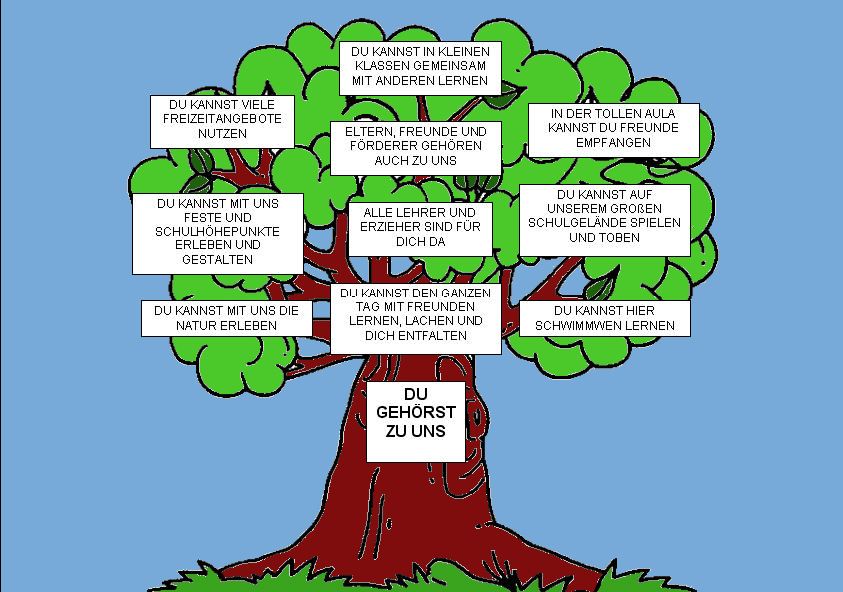 DU KANNST IN KLEINEN
KLASSEN GEMEINSAM
MIT ANDEREN LERNEN
DU KANNST VIELE
FREIZEITANGEBOTE
NUTZEN
ELTERN, FREUNDE UND
FÖRDERER GEHÖREN
AUCH ZU UNS
IN DER TOLLEN AULA
KANNST DU FREUNDE
EMPFANGEN
DU KANNST MIT UNS
FESTE UND
SCHULHÖHEPUNKTE
ERLEBEN UND
GESTALTEN
ALLE LEHRER UND
ERZIEHER SIND FÜR
DICH DA
DU KANNST AUF
UNSEREM GROßEN
SCHULGELÄNDE SPIELEN
UND TOBEN
DU KANNST MIT UNS DIE
NATUR ERLEBEN
DU KANNST DEN GANZEN
TAG MIT FREUNDEN
LERNEN, LACHEN UND
DICH ENTFALTEN
DU KANNST HIER
SCHWIMMWEN LERNEN
DU
GEHÖRST
ZU UNS